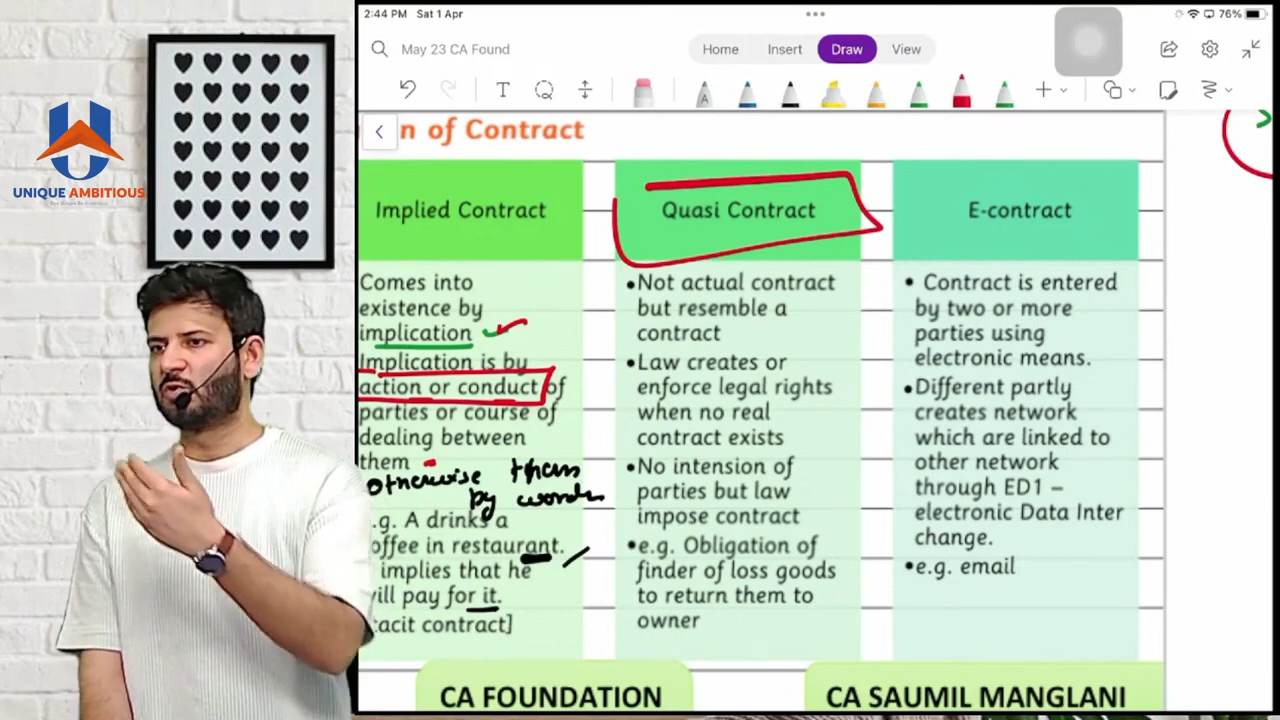 2:44 PM Sat 1 Apr
76%
May 23 CA Found
Home Insert Draw View
UNIQUE AMBITIOUS
n of Contract
Implied Contract
Comes into
existence by
implication
Implication is by
action or conduct of
parties or course of
dealing between
them
otherwise than
by words
.g. A drinks a
offee in restaurant.
implies that he
ill pay for it.
acit contract]
Quasi Contract
•Not actual contract
but resemble a
contract
•Law creates or
enforce legal rights
when no real
contract exists
•No intension of
parties but law
impose contract
•e.g. Obligation of
finder of loss goods
to return them to
owner
E-contract
• Contract is entered
by two or more
parties using
electronic means.
•Different partly
creates network
which are linked to
other network
through ED1 –
electronic Data Inter
change.
•e.g. email
CA FOUNDATION
CA SAUMIL MANGLANI